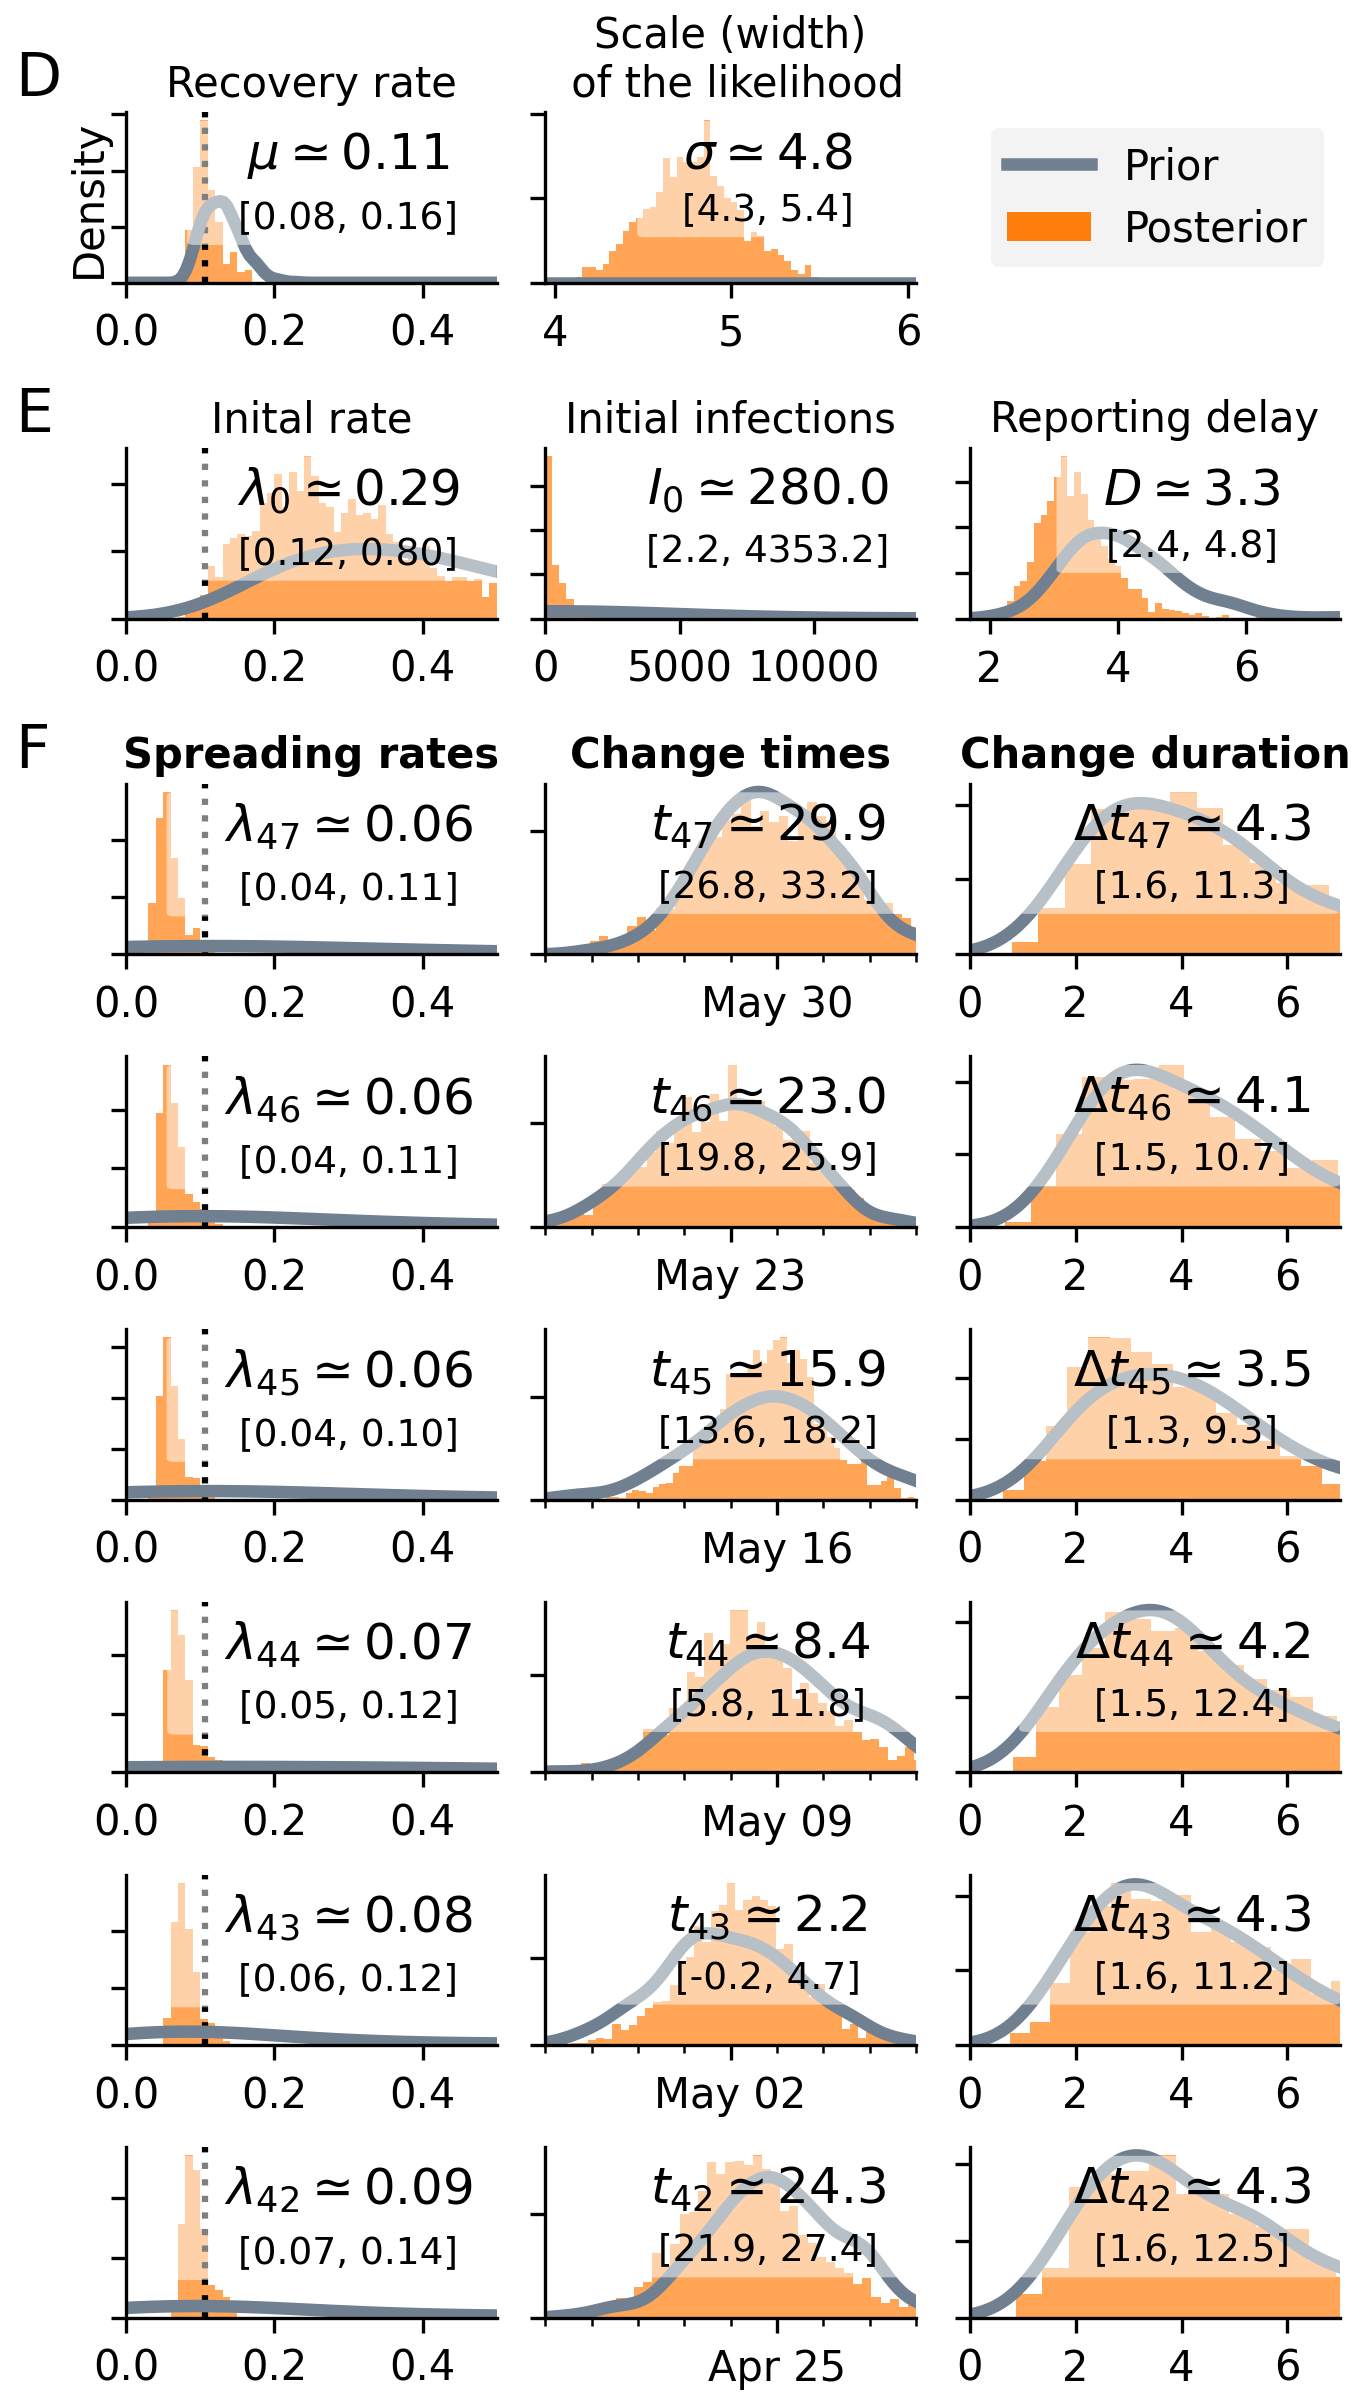 Scale (width)
D Recovery rate of the likelihood
Density
μ ≃ 0.11
[0.08, 0.16]
σ ≃ 4.8
[4.3, 5.4]
Prior
Posterior
0.0 0.2 0.4 4 5 6
E Inital rate Initial infections Reporting delay
λ₀ ≃ 0.29 I₀ ≃ 280.0 D ≃ 3.3
[0.12, 0.80] [2.2, 4353.2] [2.4, 4.8]
0.0 0.2 0.4 0 5000 10000 2 4 6
F Spreading rates Change times Change duration
λ₄₇ ≃ 0.06 t₄₇ ≃ 29.9 Δt₄₇ ≃ 4.3
[0.04, 0.11] [26.8, 33.2] [1.6, 11.3]
0.0 0.2 0.4 May 30 0 2 4 6
λ₄₆ ≃ 0.06 t₄₆ ≃ 23.0 Δt₄₆ ≃ 4.1
[0.04, 0.11] [19.8, 25.9] [1.5, 10.7]
0.0 0.2 0.4 May 23 0 2 4 6
λ₄₅ ≃ 0.06 t₄₅ ≃ 15.9 Δt₄₅ ≃ 3.5
[0.04, 0.10] [13.6, 18.2] [1.3, 9.3]
0.0 0.2 0.4 May 16 0 2 4 6
λ₄₄ ≃ 0.07 t₄₄ ≃ 8.4 Δt₄₄ ≃ 4.2
[0.05, 0.12] [5.8, 11.8] [1.5, 12.4]
0.0 0.2 0.4 May 09 0 2 4 6
λ₄₃ ≃ 0.08 t₄₃ ≃ 2.2 Δt₄₃ ≃ 4.3
[0.06, 0.12] [-0.2, 4.7] [1.6, 11.2]
0.0 0.2 0.4 May 02 0 2 4 6
λ₄₂ ≃ 0.09 t₄₂ ≃ 24.3 Δt₄₂ ≃ 4.3
[0.07, 0.14] [21.9, 27.4] [1.6, 12.5]
0.0 0.2 0.4 Apr 25 0 2 4 6